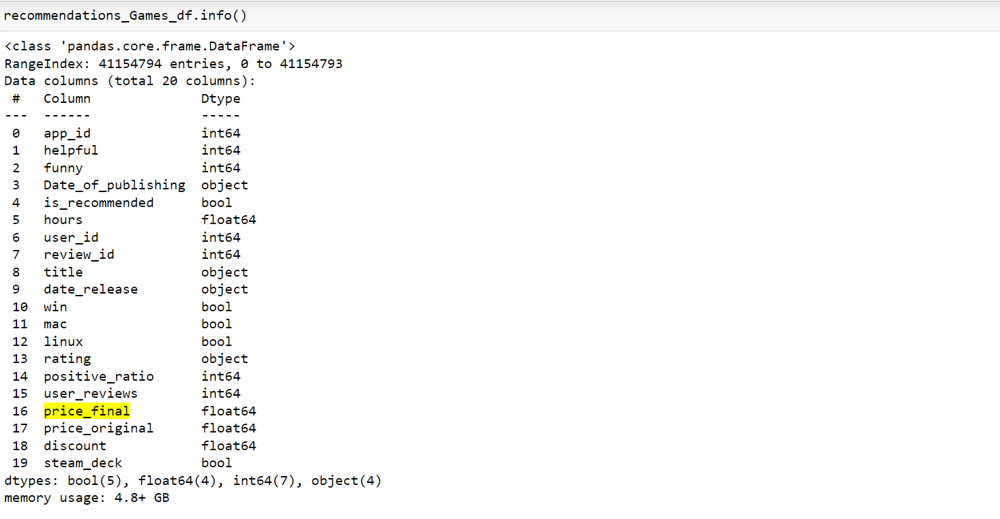 recommendations_Games_df.info()
<class 'pandas.core.frame.DataFrame'>
RangeIndex: 41154794 entries, 0 to 41154793
Data columns (total 20 columns):
 #   Column              Dtype
---  ------              -----
 0   app_id              int64
 1   helpful             int64
 2   funny               int64
 3   Date_of_publishing  object
 4   is_recommended      bool
 5   hours               float64
 6   user_id             int64
 7   review_id           int64
 8   title               object
 9   date_release        object
 10  win                 bool
 11  mac                 bool
 12  linux               bool
 13  rating              object
 14  positive_ratio      int64
 15  user_reviews        int64
 16  price_final         float64
 17  price_original      float64
 18  discount            float64
 19  steam_deck          bool
dtypes: bool(5), float64(4), int64(7), object(4)
memory usage: 4.8+ GB